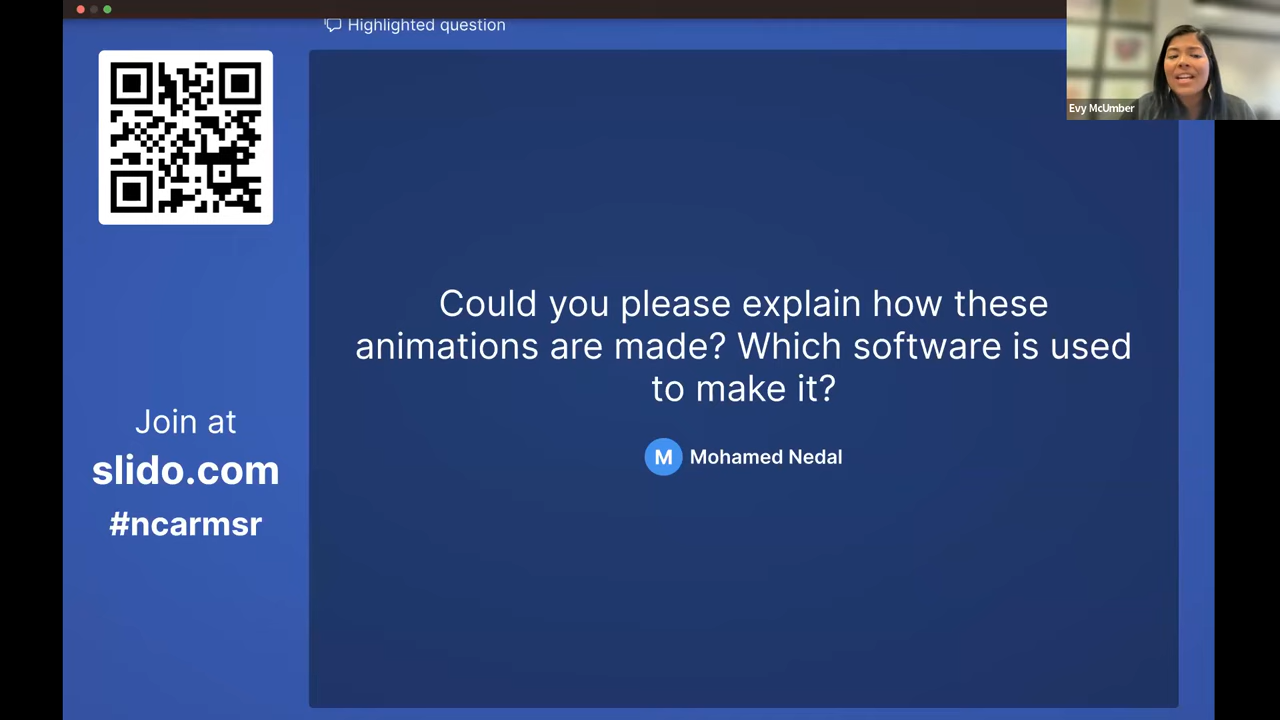 Highlighted question
Evy McUmber
Could you please explain how these
animations are made? Which software is used
to make it?
M Mohamed Nedal
Join at
slido.com
#ncarmsr